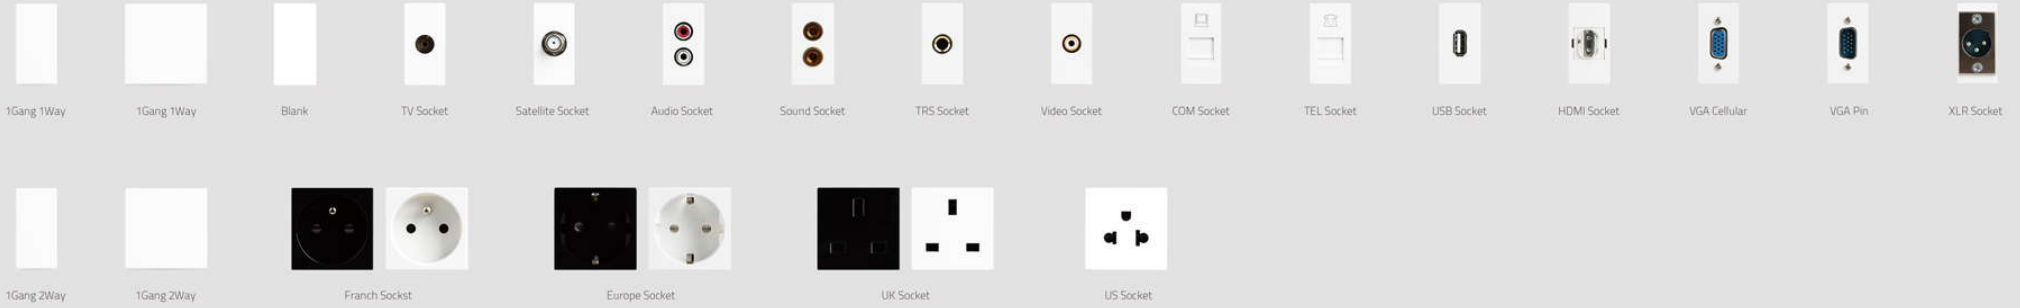 1Gang 1Way
1Gang 1Way
Blank
TV Socket
Satellite Socket
Audio Socket
Sound Socket
TRS Socket
Video Socket
COM Socket
TEL Socket
USB Socket
HDMI Socket
VGA Cellular
VGA Pin
XLR Socket
1Gang 2Way
1Gang 2Way
Franch Sockst
Europe Socket
UK Socket
US Socket